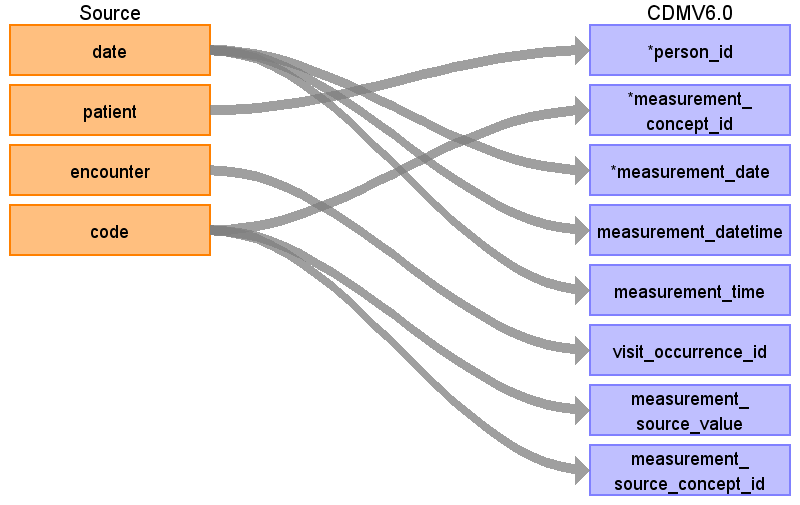 Source
CDMV6.0
date
patient
encounter
code
*person_id
*measurement_
concept_id
*measurement_date
measurement_datetime
measurement_time
visit_occurrence_id
measurement_
source_value
measurement_
source_concept_id